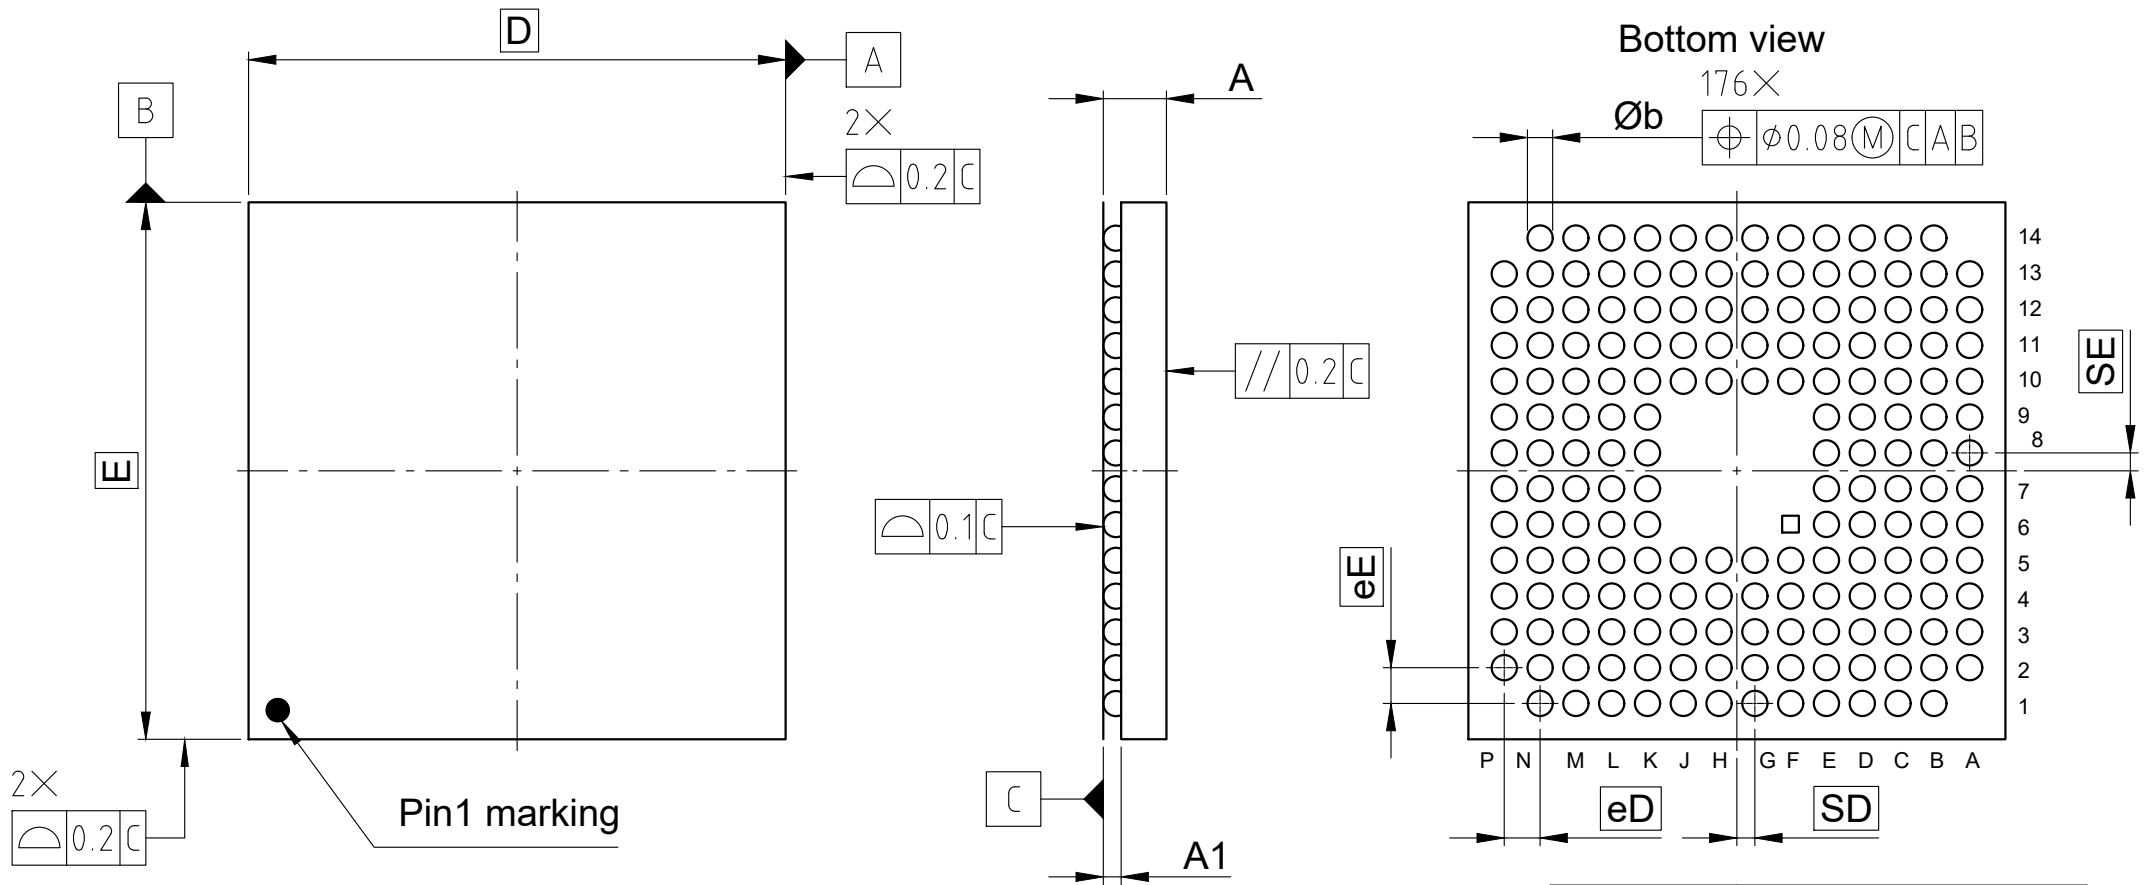 D
A
B
2×
⌓ 0.2 C
E
2×
⌓ 0.2 C
Pin1 marking
A
// 0.2 C
⌓ 0.1 C
C
A1
Bottom view
176×
Øb
⌖ ⌀0.08 Ⓜ C A B
14
13
12
11
10
9
8
7
6
5
4
3
2
1
SE
eE
P N M L K J H G F E D C B A
eD
SD